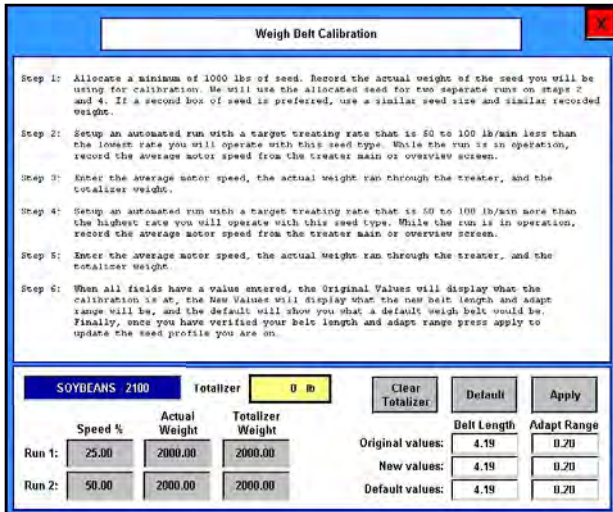 Weigh Belt Calibration
X
Step 1: Allocate a minimum of 1000 lbs of seed. Record the actual weight of the seed you will be
using for calibration. We will use the allocated seed for two seperate runs on steps 2
and 4. If a second box of seed is preferred, use a similar seed size and similar recorded
weight.
Step 2: Setup an automated run with a target treating rate that is 50 to 100 lb/min less than
the lowest rate you will operate with this seed type. While the run is in operation,
record the average motor speed from the treater main or overview screen.
Step 3: Enter the average motor speed, the actual weight ran through the treater, and the
totalizer weight.
Step 4: Setup an automated run with a target treating rate that is 50 to 100 lb/min more than
the highest rate you will operate with this seed type. While the run is in operation,
record the average motor speed from the treater main or overview screen.
Step 5: Enter the average motor speed, the actual weight ran through the treater, and the
totalizer weight.
Step 6: When all fields have a value entered, the Original Values will display what the
calibration is at, the New Values will display what the new belt length and adapt
range will be, and the default will show you what a default weigh belt would be.
Finally, once you have verified your belt length and adapt range press apply to
update the seed profile you are on.
SOYBEANS 2100 Totalizer 0 lb Clear Totalizer Default Apply
Speed % Actual Weight Totalizer Weight Belt Length Adapt Range
Run 1: 25.00 2000.00 2000.00 Original values: 4.19 0.20
New values: 4.19 0.20
Run 2: 50.00 2000.00 2000.00 Default values: 4.19 0.20